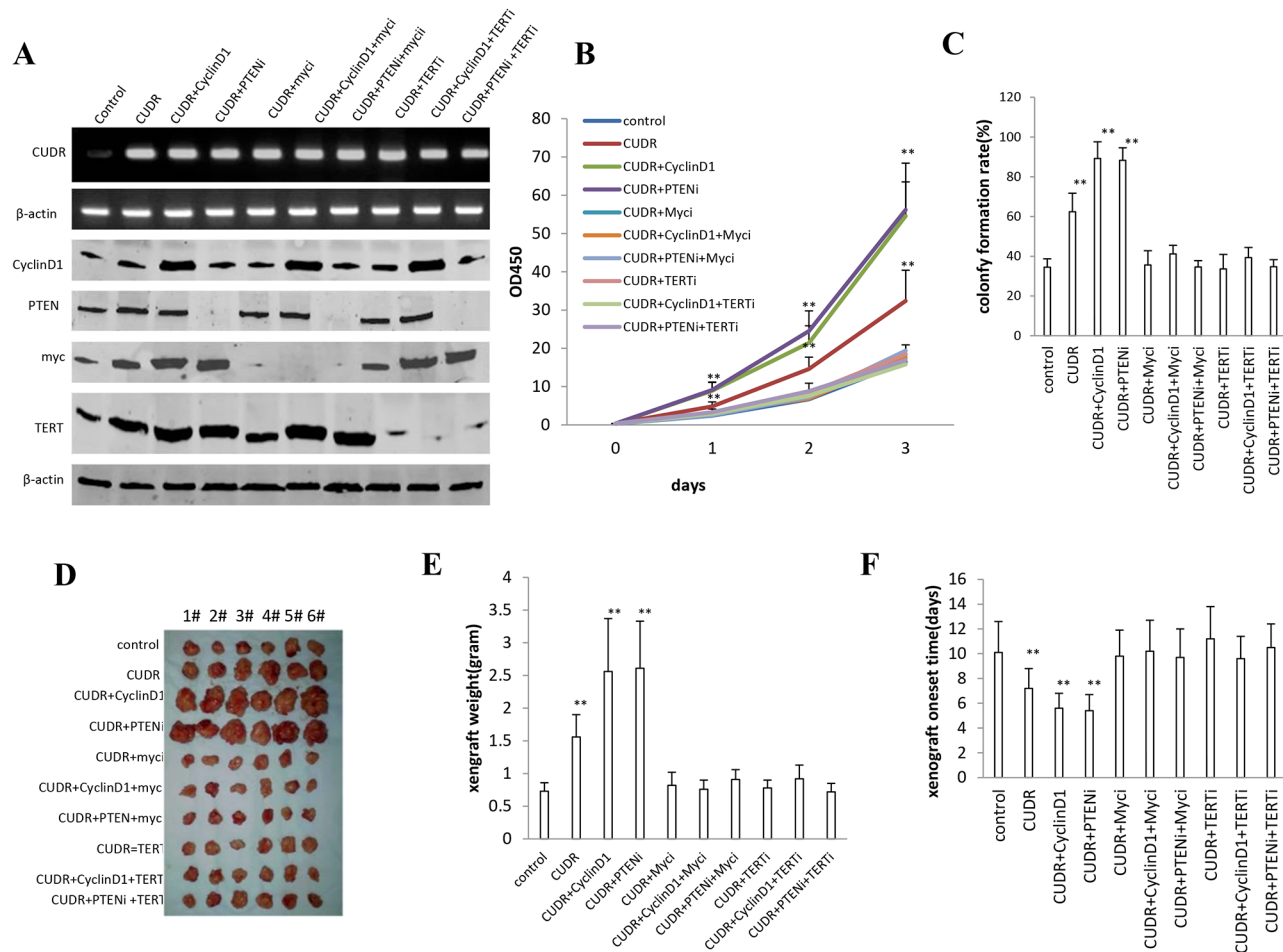 A
Control
CUDR
CUDR+CyclinD1
CUDR+PTENi
CUDR+myci
CUDR+CyclinD1+myci
CUDR+PTENi+mycii
CUDR+TERTi
CUDR+CyclinD1+TERTi
CUDR+PTENi +TERTi
CUDR
β-actin
CyclinD1
PTEN
myc
TERT
β-actin
B
OD450
80
70
60
50
40
30
20
10
0
control
CUDR
CUDR+CyclinD1
CUDR+PTENi
CUDR+Myci
CUDR+CyclinD1+Myci
CUDR+PTENi+Myci
CUDR+TERTi
CUDR+CyclinD1+TERTi
CUDR+PTENi+TERTi
**
**
**
**
**
**
0 1 2 3
days
C
colonfy formation rate(%)
120
100
80
60
40
20
0
**
**
**
control
CUDR
CUDR+CyclinD1
CUDR+PTENi
CUDR+Myci
CUDR+CyclinD1+Myci
CUDR+PTENi+Myci
CUDR+TERTi
CUDR+CyclinD1+TERTi
CUDR+PTENi+TERTi
D
1# 2# 3# 4# 5# 6#
control
CUDR
CUDR+CyclinD1
CUDR+PTENi
CUDR+myci
CUDR+CyclinD1+myc
CUDR+PTEN+myc
CUDR=TERT
CUDR+CyclinD1+TERT
CUDR+PTENi +TERT
E
xengraft weight(gram)
4
3.5
3
2.5
2
1.5
1
0.5
0
**
**
**
control
CUDR
CUDR+CyclinD1
CUDR+PTENi
CUDR+Myci
CUDR+CyclinD1+Myci
CUDR+PTENi+Myci
CUDR+TERTi
CUDR+CyclinD1+TERTi
CUDR+PTENi+TERTi
F
xenograft oneset time(days)
16
14
12
10
8
6
4
2
0
**
**
**
control
CUDR
CUDR+CyclinD1
CUDR+PTENi
CUDR+Myci
CUDR+CyclinD1+Myci
CUDR+PTENi+Myci
CUDR+TERTi
CUDR+CyclinD1+TERTi
CUDR+PTENi+TERTi